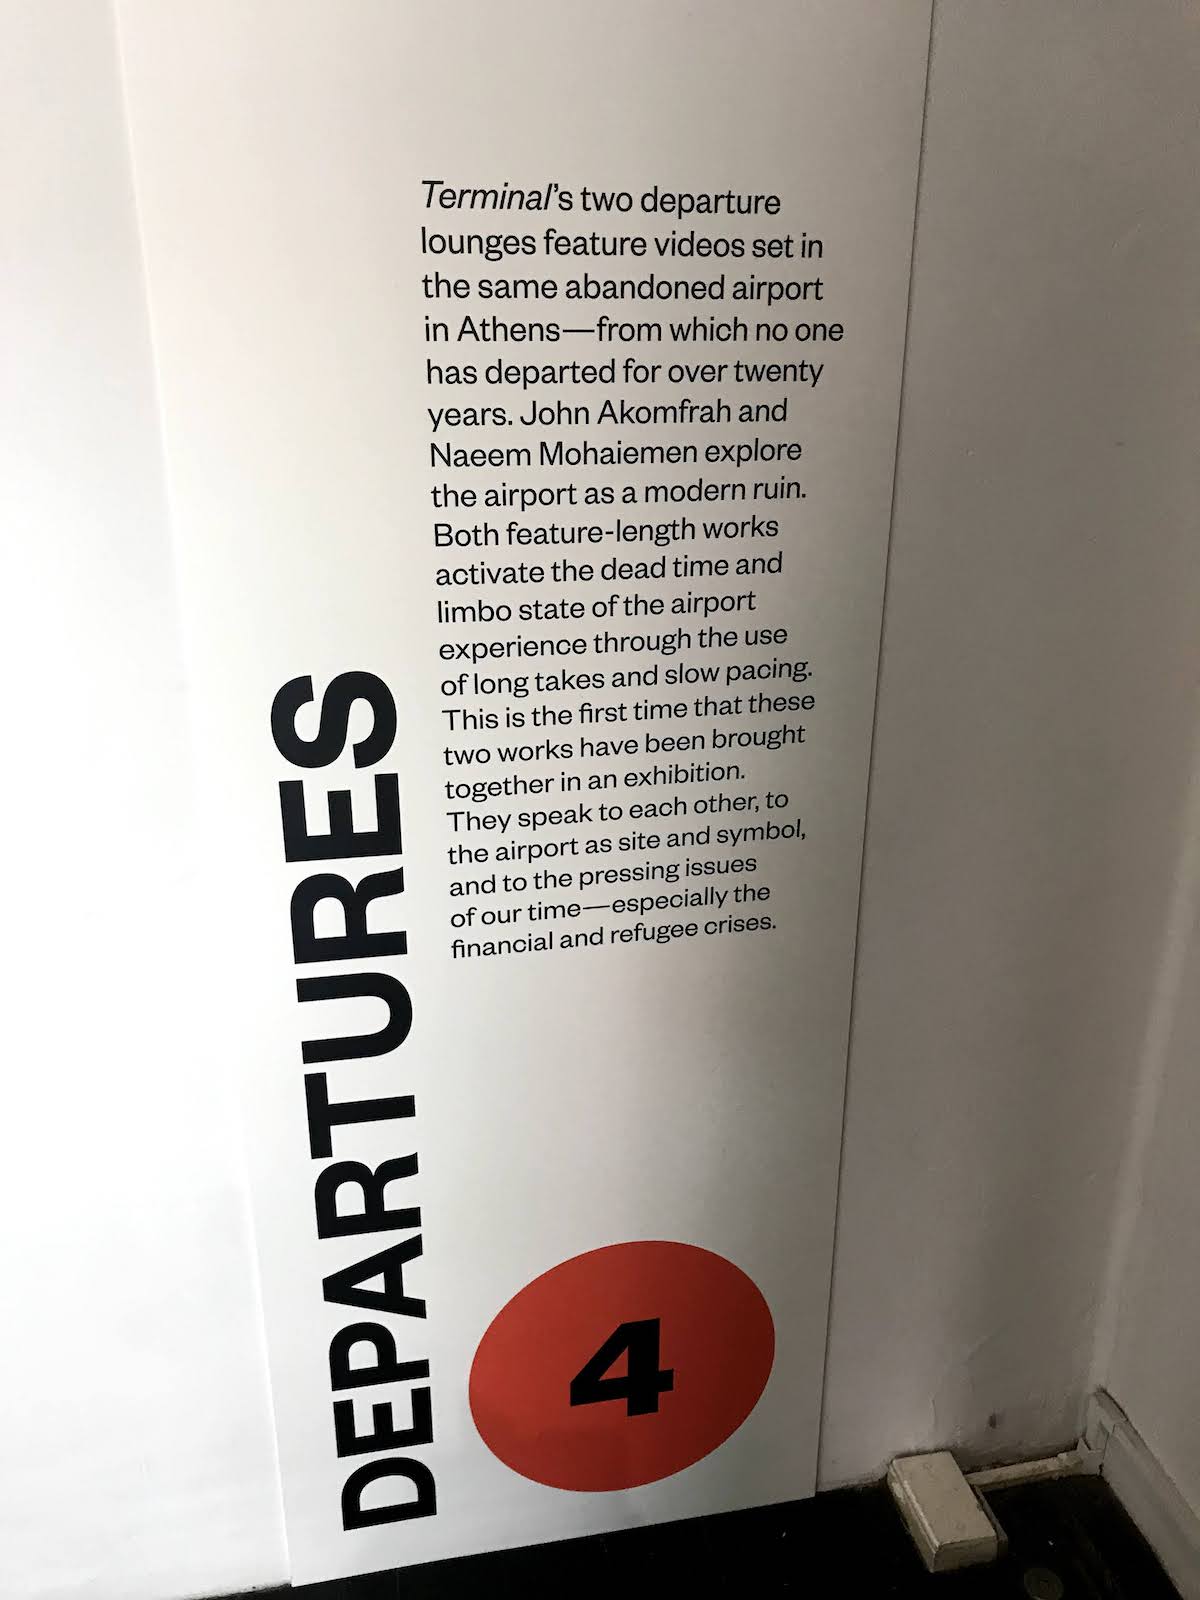 Terminal's two departure
lounges feature videos set in
the same abandoned airport
in Athens—from which no one
has departed for over twenty
years. John Akomfrah and
Naeem Mohaiemen explore
the airport as a modern ruin.
Both feature-length works
activate the dead time and
limbo state of the airport
experience through the use
of long takes and slow pacing.
This is the first time that these
two works have been brought
together in an exhibition.
They speak to each other, to
the airport as site and symbol,
and to the pressing issues
of our time—especially the
financial and refugee crises.
DEPARTURES
4